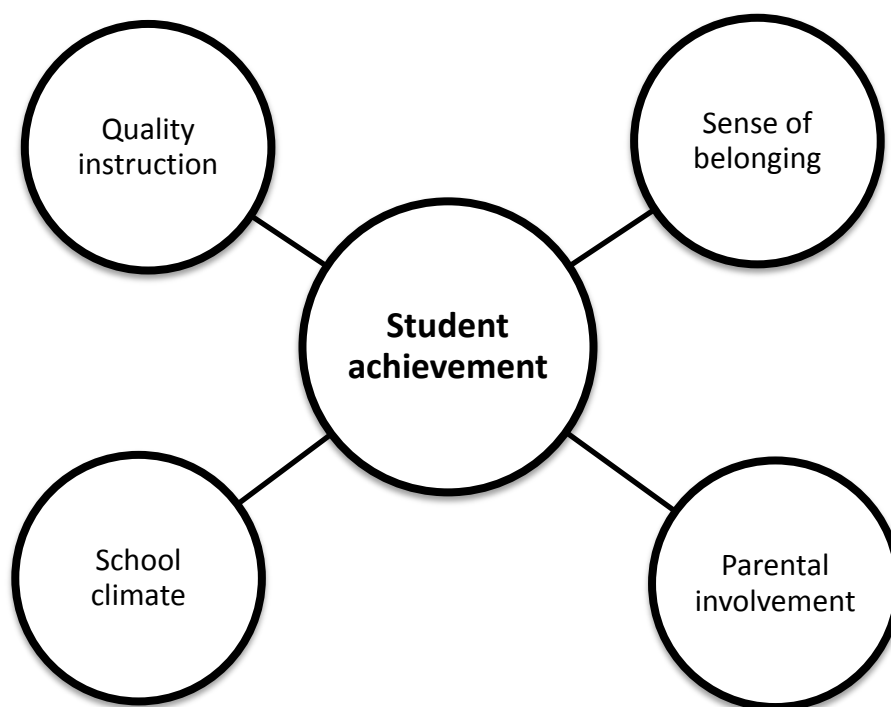 Quality
instruction
Sense of
belonging
Student
achievement
School
climate
Parental
involvement